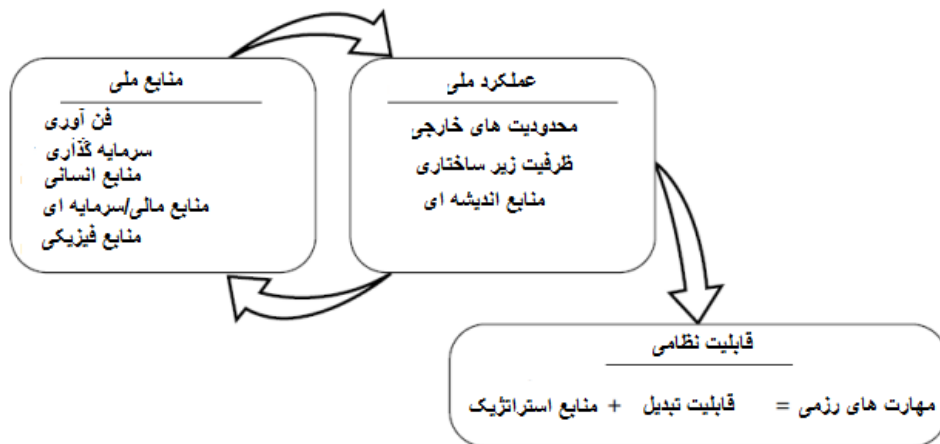 منابع ملی
فن آوری
سرمایه گذاری
منابع انسانی
منابع مالی/سرمایه ای
منابع فیزیکی
عملکرد ملی
محدودیت های خارجی
ظرفیت زیر ساختاری
منابع اندیشه ای
قابلیت نظامی
مهارت های رزمی = قابلیت تبدیل + منابع استراتژیک